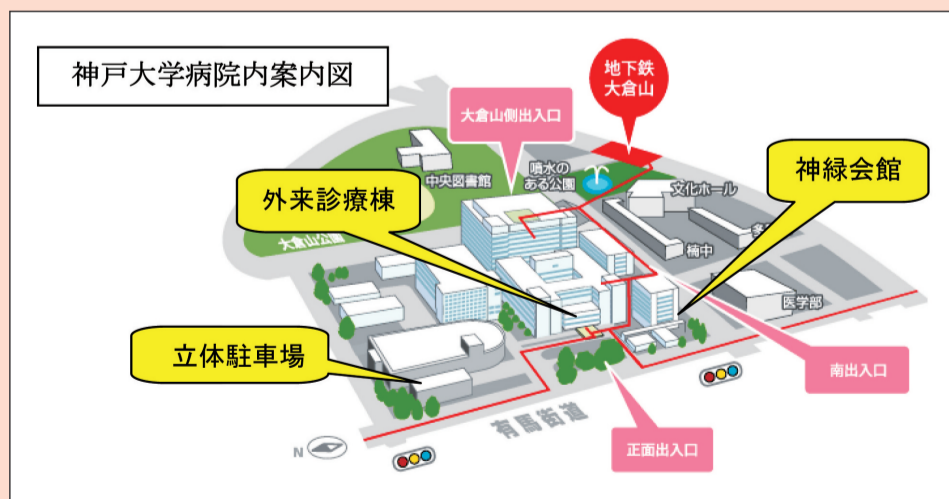 神戸大学病院内案内図
地下鉄
大倉山
大倉山側出入口
噴水の
ある公園
中央図書館
神緑会館
外来診療棟
文化ホール
大倉山公園
楠中
医学部
立体駐車場
南出入口
有馬街道
正面出入口
N